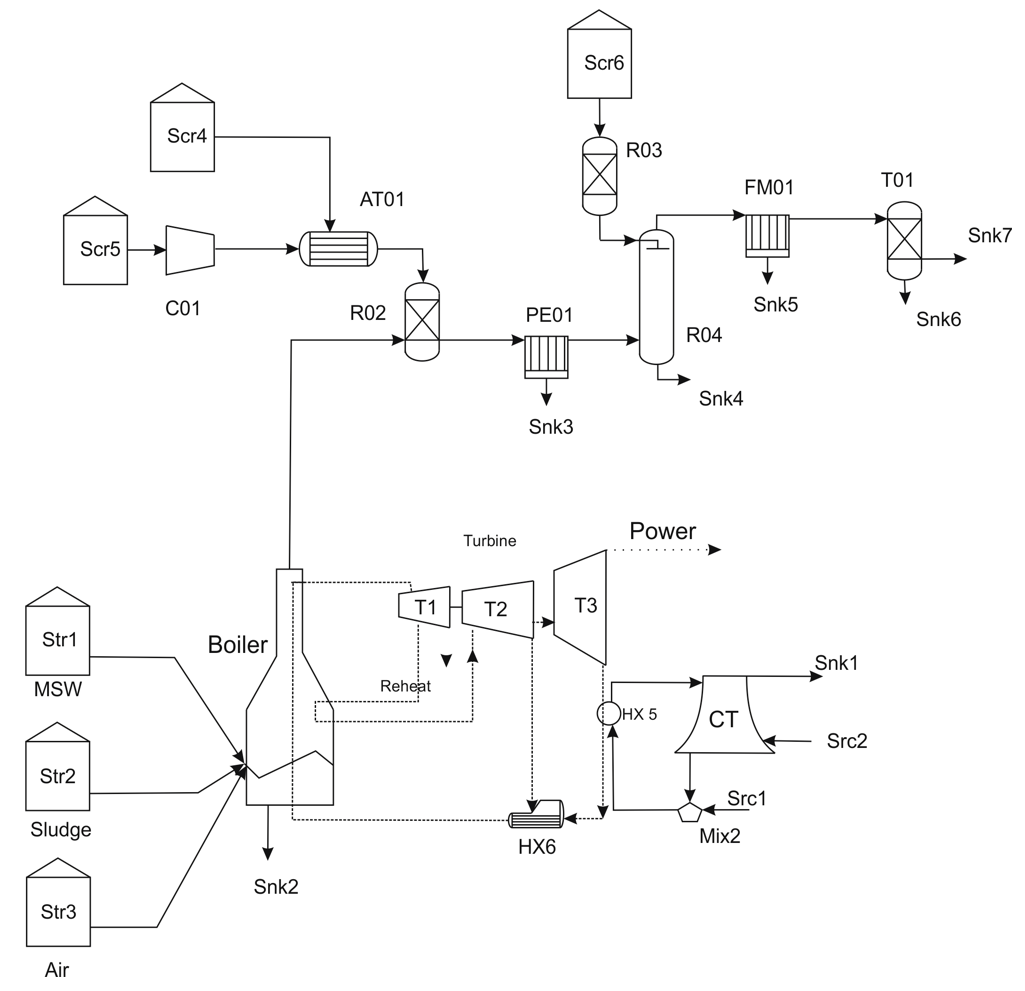 Scr6
Scr4
R03
AT01
FM01
T01
Scr5
Snk7
C01
R02
PE01
Snk5
Snk6
R04
Snk4
Snk3
Power
Turbine
T1
T2
T3
Str1
Boiler
MSW
Reheat
Snk1
HX 5
CT
Src2
Str2
Src1
Sludge
Mix2
HX6
Snk2
Str3
Air